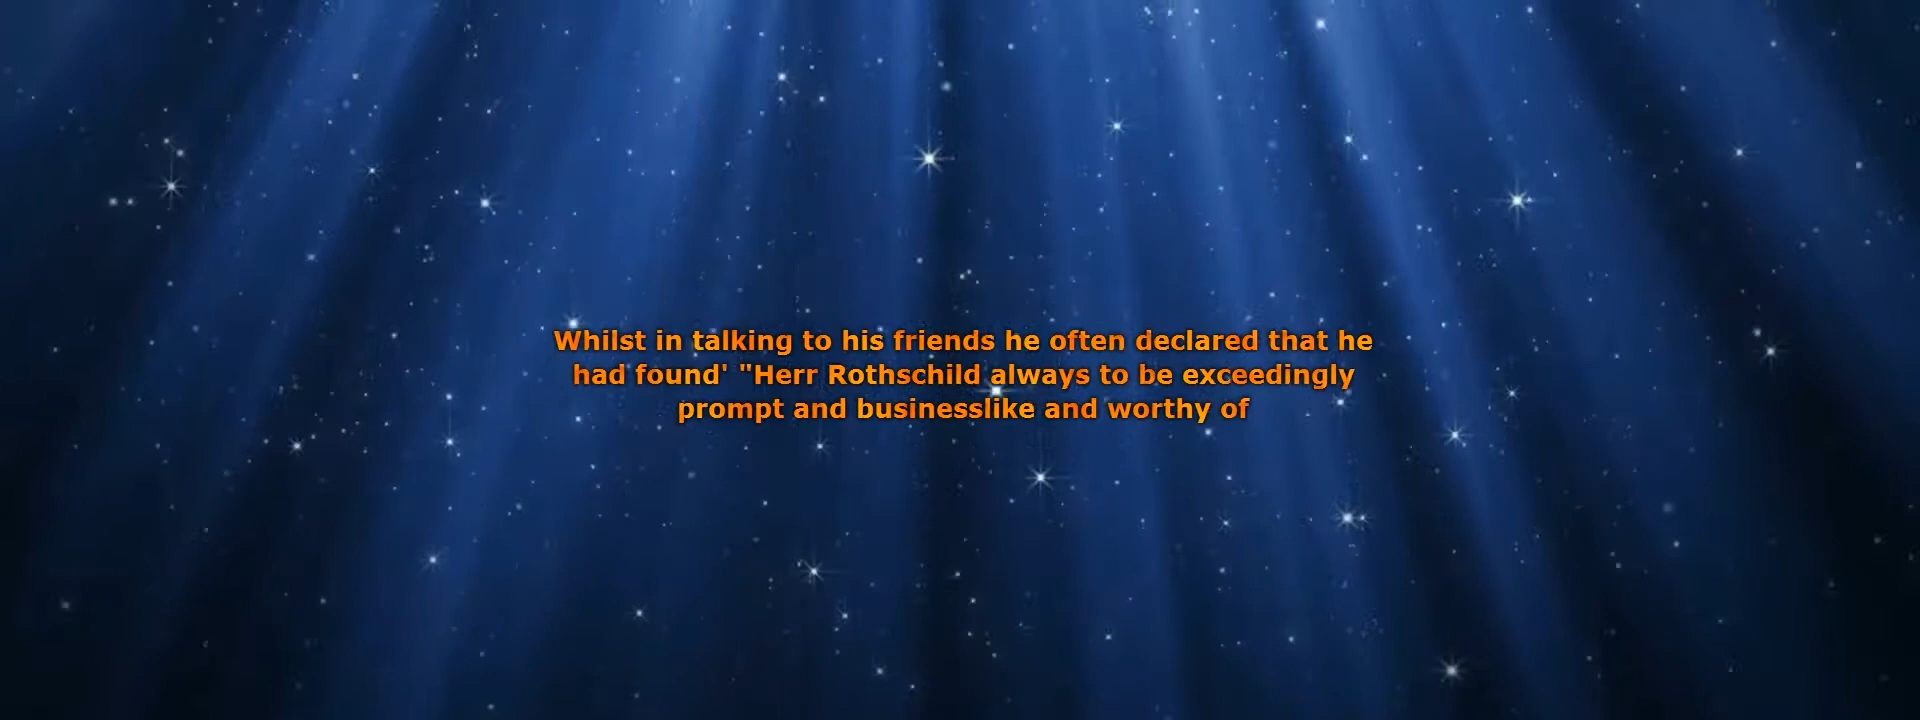 Whilst in talking to his friends he often declared that he
had found' "Herr Rothschild always to be exceedingly
prompt and businesslike and worthy of